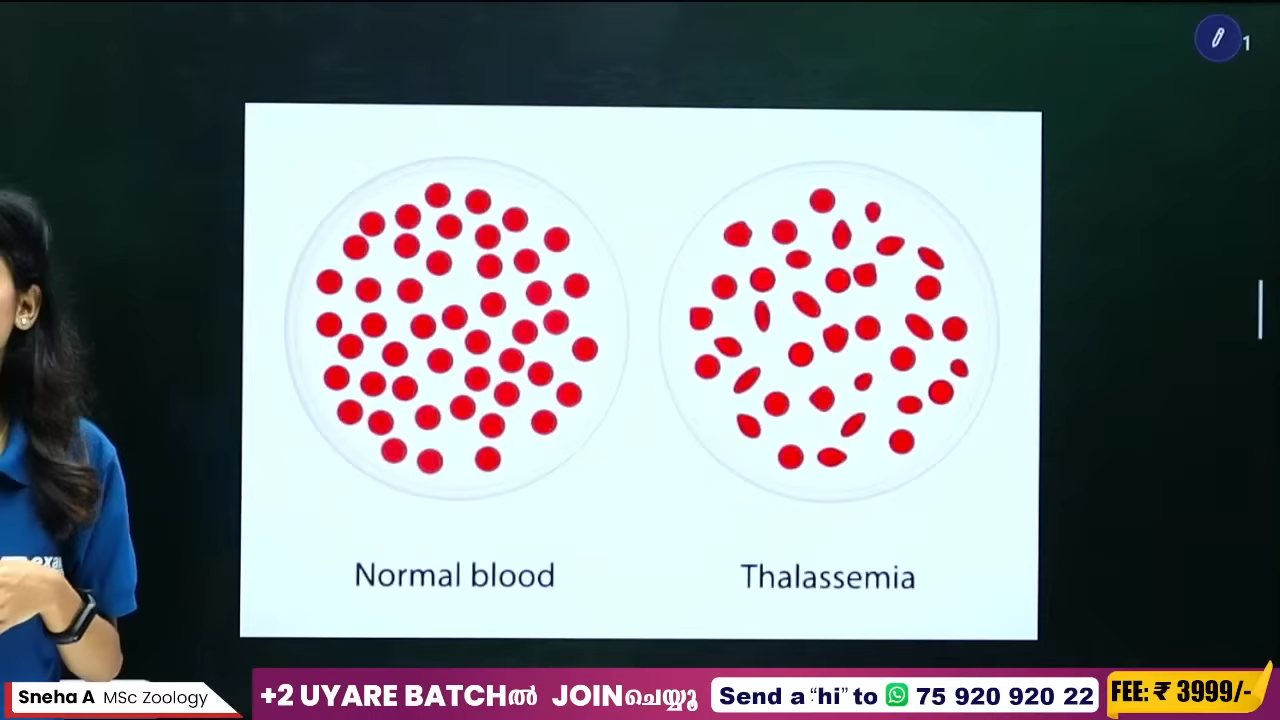 1
Normal blood
Thalassemia
Sneha A MSc Zoology
+2 UYARE BATCHൽ JOINചെയ്യൂ
Send a “hi” to 75 920 920 22
FEE: ₹ 3999/-